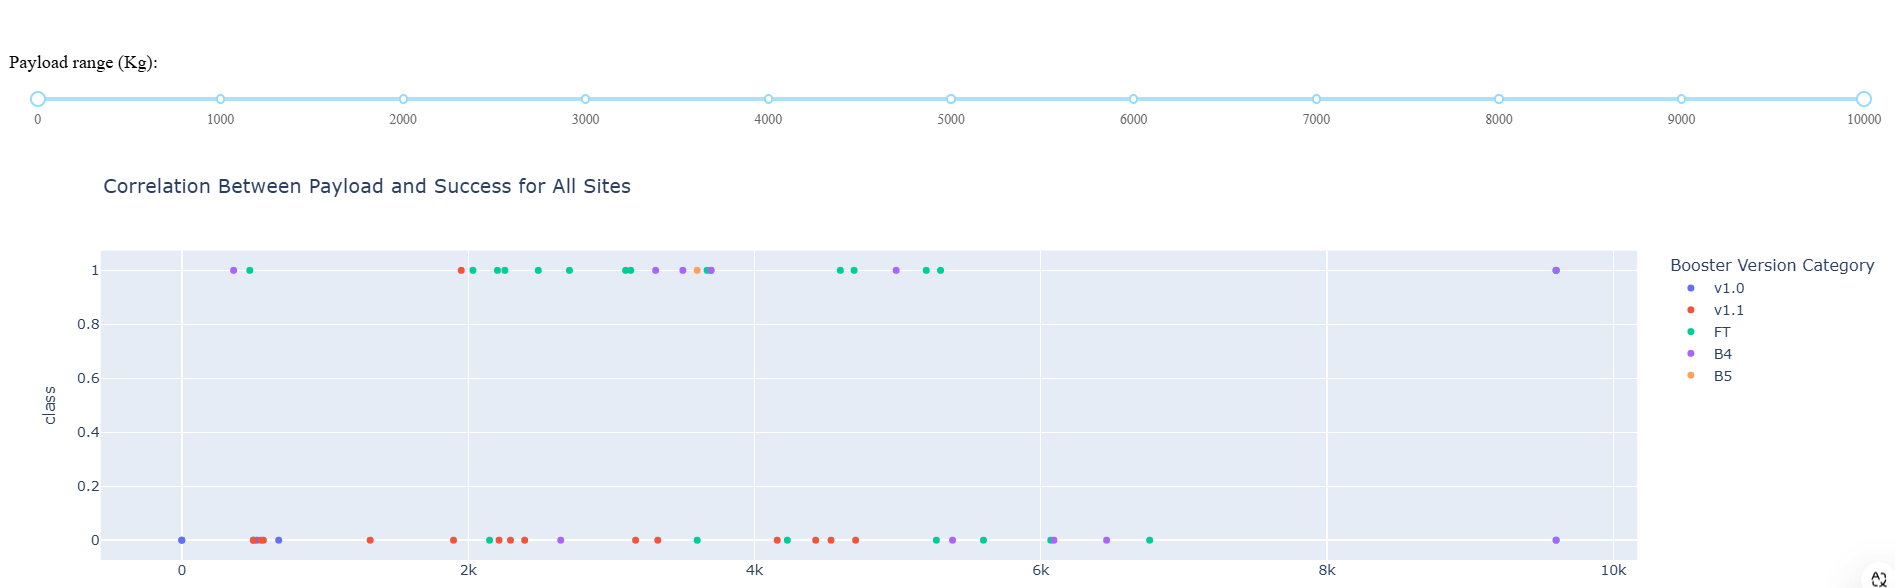 Payload range (Kg):
0 1000 2000 3000 4000 5000 6000 7000 8000 9000 10000
Correlation Between Payload and Success for All Sites
1
0.8
0.6
0.4
0.2
0
class
0 2k 4k 6k 8k 10k
Booster Version Category
v1.0
v1.1
FT
B4
B5